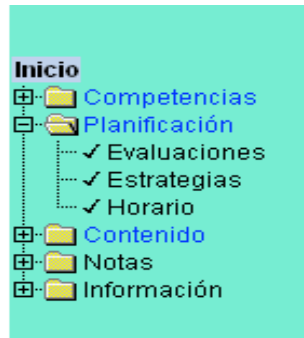 Inicio
Competencias
Planificación
Evaluaciones
Estrategias
Horario
Contenido
Notas
Información